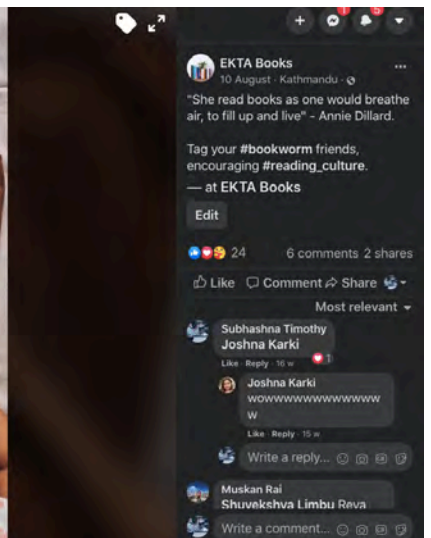 1 5
EKTA Books
10 August · Kathmandu ·
"She read books as one would breathe
air, to fill up and live" - Annie Dillard.
Tag your #bookworm friends,
encouraging #reading_culture.
— at EKTA Books
Edit
24 6 comments 2 shares
Like Comment Share
Most relevant
Subhashna Timothy
Joshna Karki
Like · Reply · 16 w 1
Joshna Karki
wowwwwwwwwwwwww
w
Like · Reply · 15 w
Write a reply...
Muskan Rai
Shuvekshya Limbu Reya
Write a comment...